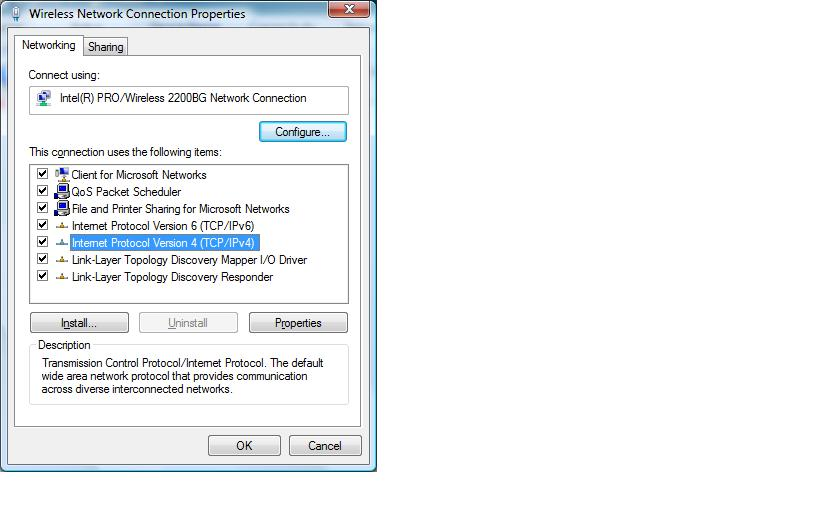 Wireless Network Connection Properties
Networking
Sharing
Connect using:
Intel(R) PRO/Wireless 2200BG Network Connection
Configure...
This connection uses the following items:
Client for Microsoft Networks
QoS Packet Scheduler
File and Printer Sharing for Microsoft Networks
Internet Protocol Version 6 (TCP/IPv6)
Internet Protocol Version 4 (TCP/IPv4)
Link-Layer Topology Discovery Mapper I/O Driver
Link-Layer Topology Discovery Responder
Install...
Uninstall
Properties
Description
Transmission Control Protocol/Internet Protocol. The default
wide area network protocol that provides communication
across diverse interconnected networks.
OK
Cancel